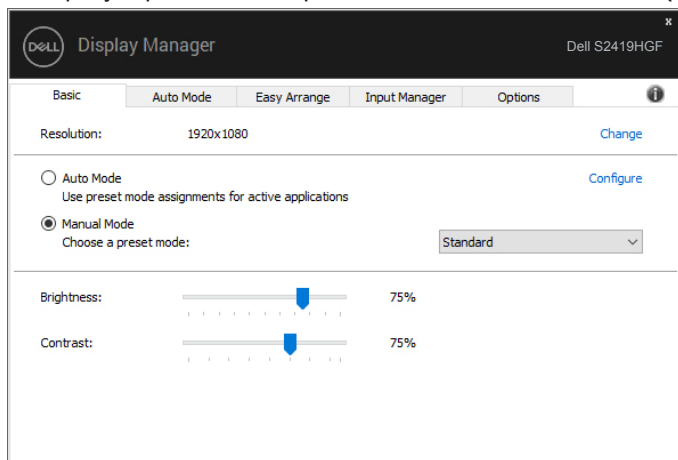 x
DELL Display Manager Dell S2419HGF
Basic Auto Mode Easy Arrange Input Manager Options
Resolution: 1920x1080 Change
Auto Mode Configure
Use preset mode assignments for active applications
Manual Mode
Choose a preset mode: Standard
Brightness: 75%
Contrast: 75%